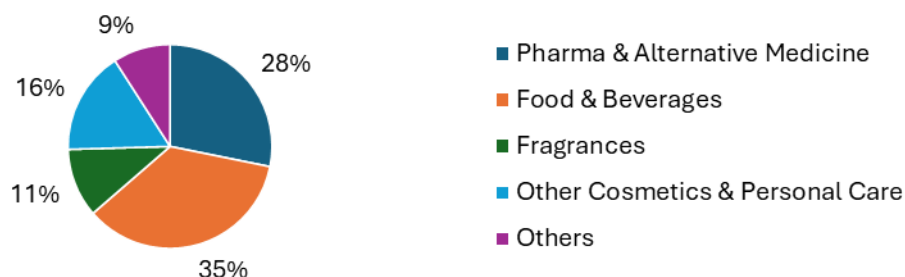 9%
28%
16%
11%
35%
Pharma & Alternative Medicine
Food & Beverages
Fragrances
Other Cosmetics & Personal Care
Others